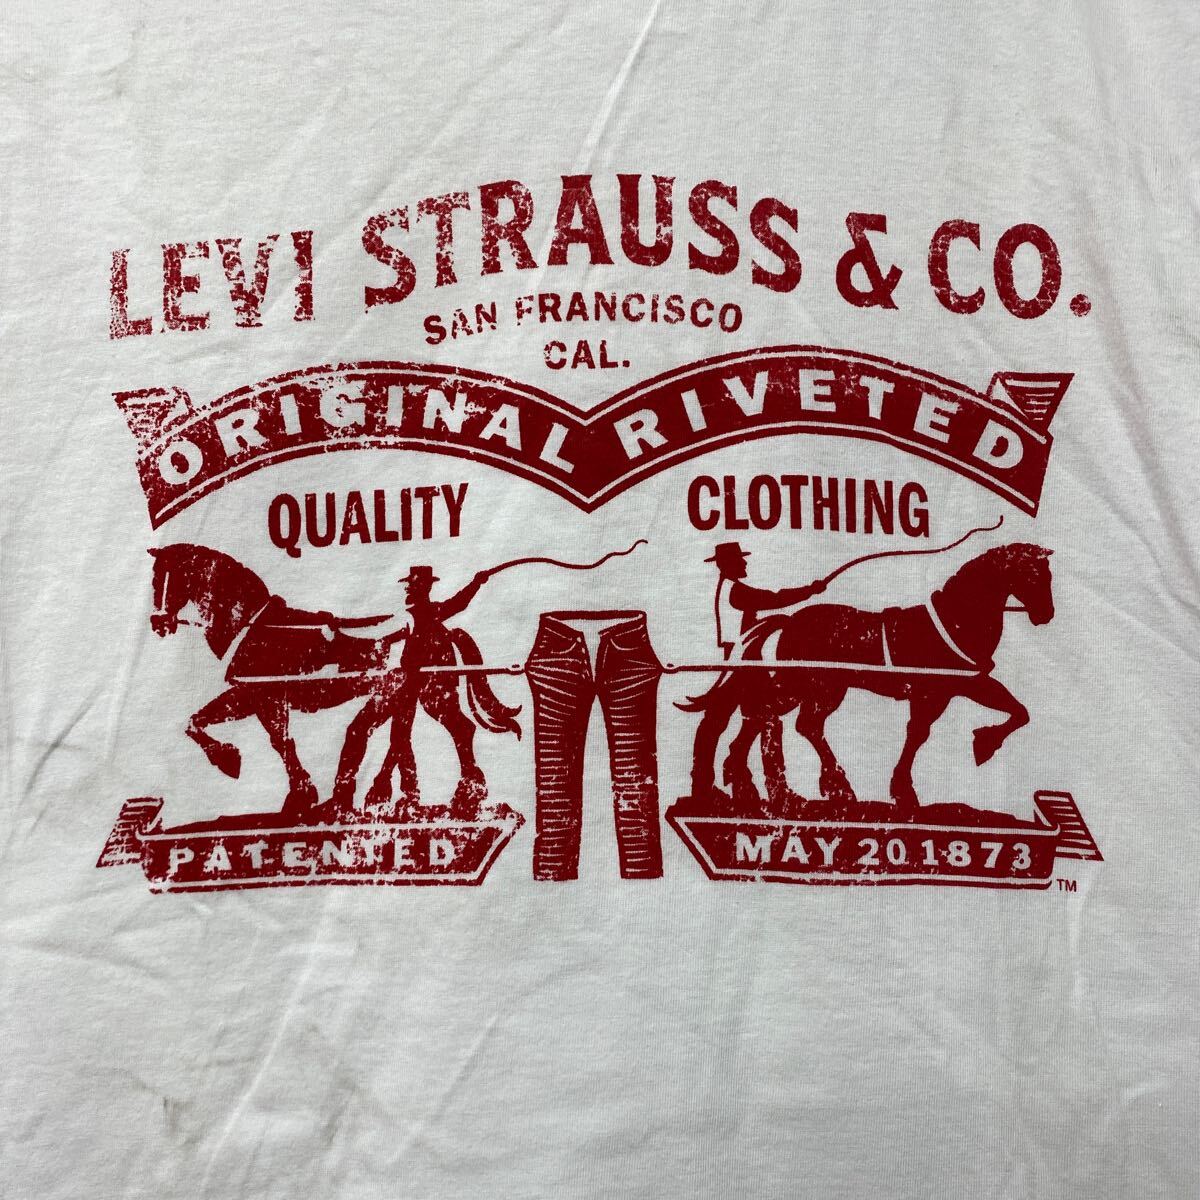 LEVI STRAUSS & CO.
SAN FRANCISCO
CAL.
ORIGINAL RIVETED
QUALITY CLOTHING
PATENTED MAY 20 1873 TM